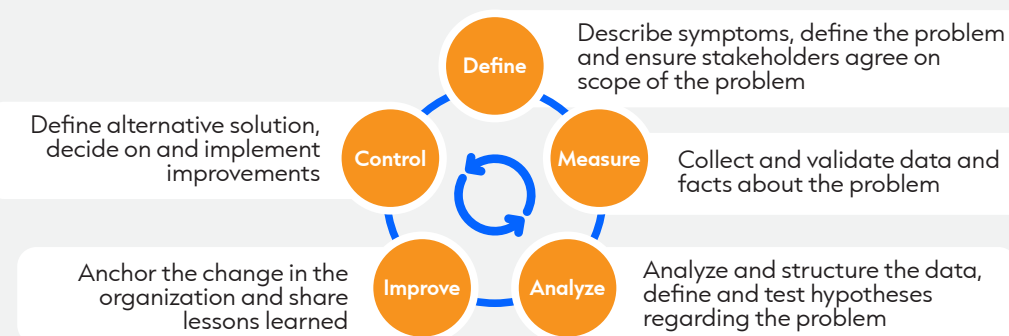 Define
Describe symptoms, define the problem
and ensure stakeholders agree on
scope of the problem
Measure
Collect and validate data and
facts about the problem
Analyze
Analyze and structure the data,
define and test hypotheses
regarding the problem
Improve
Anchor the change in the
organization and share
lessons learned
Control
Define alternative solution,
decide on and implement
improvements